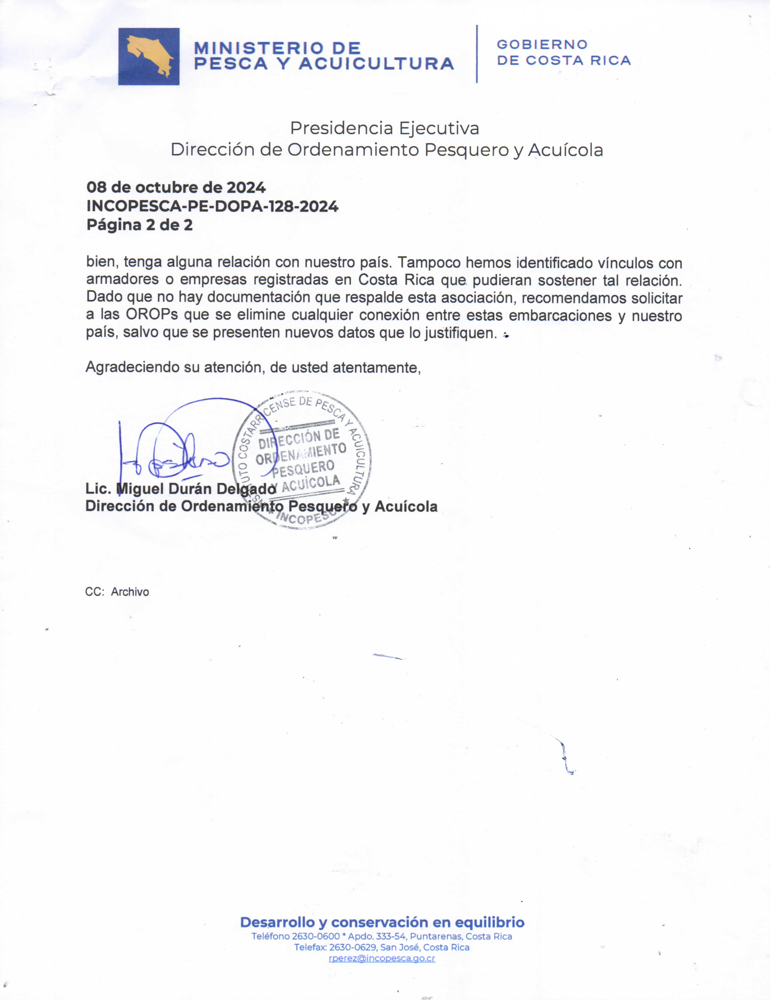 MINISTERIO DE
PESCA Y ACUICULTURA
GOBIERNO
DE COSTA RICA
Presidencia Ejecutiva
Dirección de Ordenamiento Pesquero y Acuícola
08 de octubre de 2024
INCOPESCA-PE-DOPA-128-2024
Página 2 de 2
bien, tenga alguna relación con nuestro país. Tampoco hemos identificado vínculos con
armadores o empresas registradas en Costa Rica que pudieran sostener tal relación.
Dado que no hay documentación que respalde esta asociación, recomendamos solicitar
a las OROPs que se elimine cualquier conexión entre estas embarcaciones y nuestro
país, salvo que se presenten nuevos datos que lo justifiquen.
Agradeciendo su atención, de usted atentamente,
INSTITUTO COSTARRICENSE DE PESCA Y ACUICULTURA
DIRECCIÓN DE
ORDENAMIENTO
PESQUERO
Y ACUÍCOLA
* INCOPESCA *
Lic. Miguel Durán Delgado
Dirección de Ordenamiento Pesquero y Acuícola
CC: Archivo
Desarrollo y conservación en equilibrio
Teléfono 2630-0600 * Apdo. 333-54, Puntarenas, Costa Rica
Telefax: 2630-0629, San José, Costa Rica
rperez@incopesca.go.cr